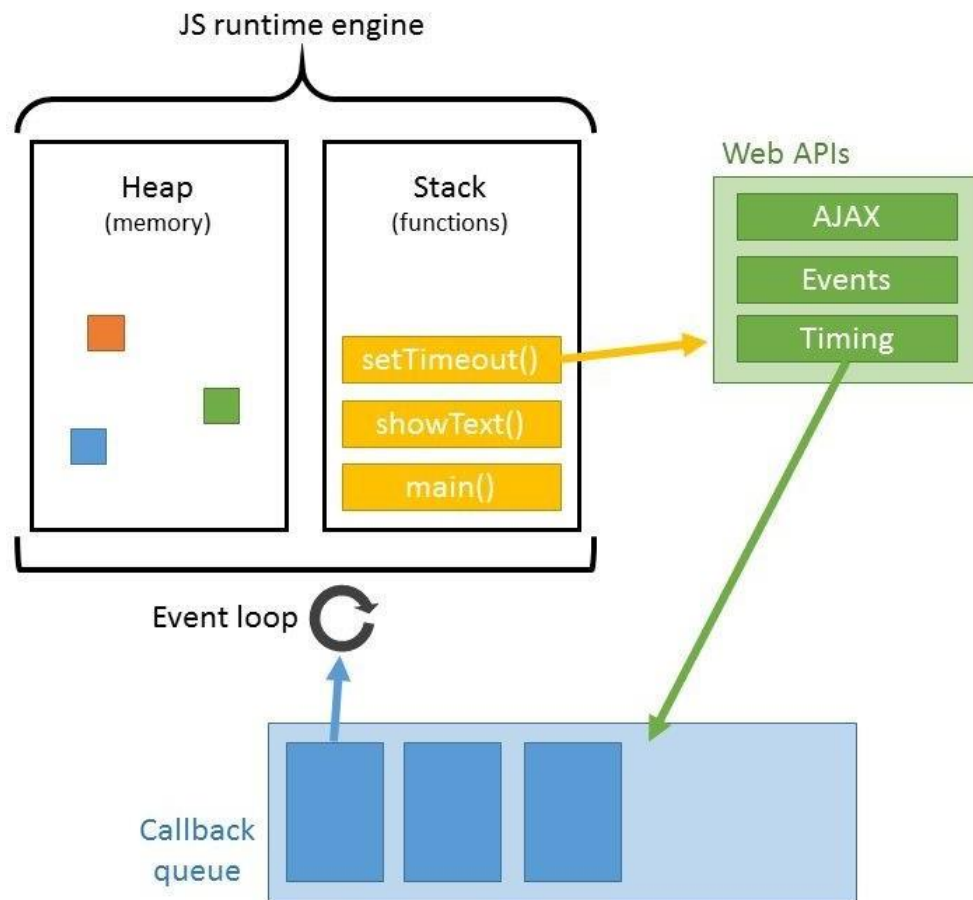 JS runtime engine
Heap
(memory)
Stack
(functions)
setTimeout()
showText()
main()
Web APIs
AJAX
Events
Timing
Event loop
Callback
queue